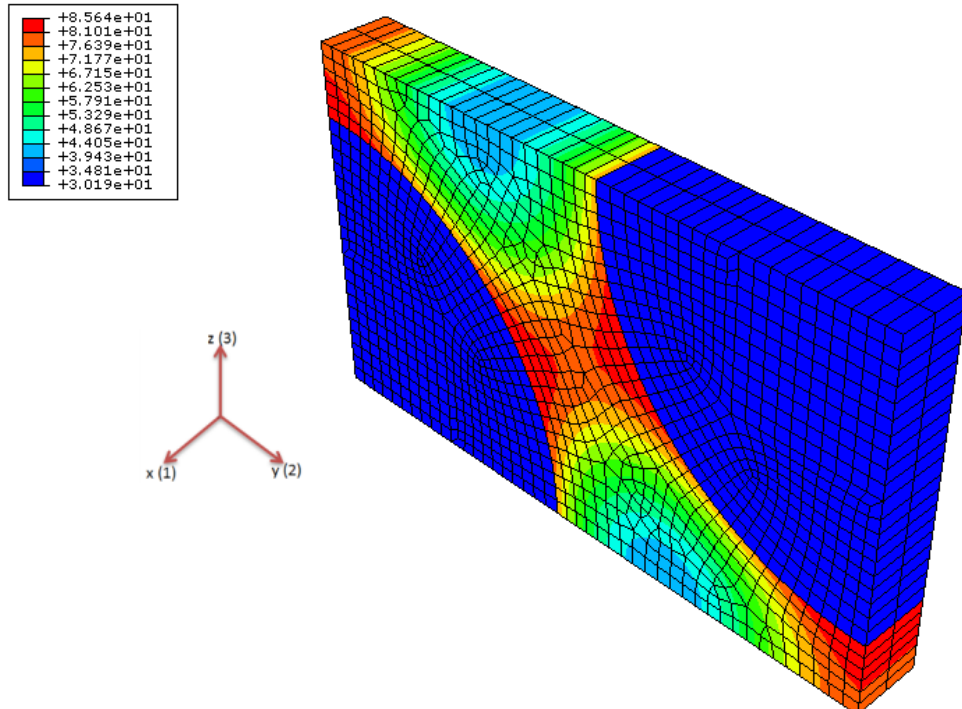 +8.564e+01
+8.101e+01
+7.639e+01
+7.177e+01
+6.715e+01
+6.253e+01
+5.791e+01
+5.329e+01
+4.867e+01
+4.405e+01
+3.943e+01
+3.481e+01
+3.019e+01
z (3)
x (1)
y (2)